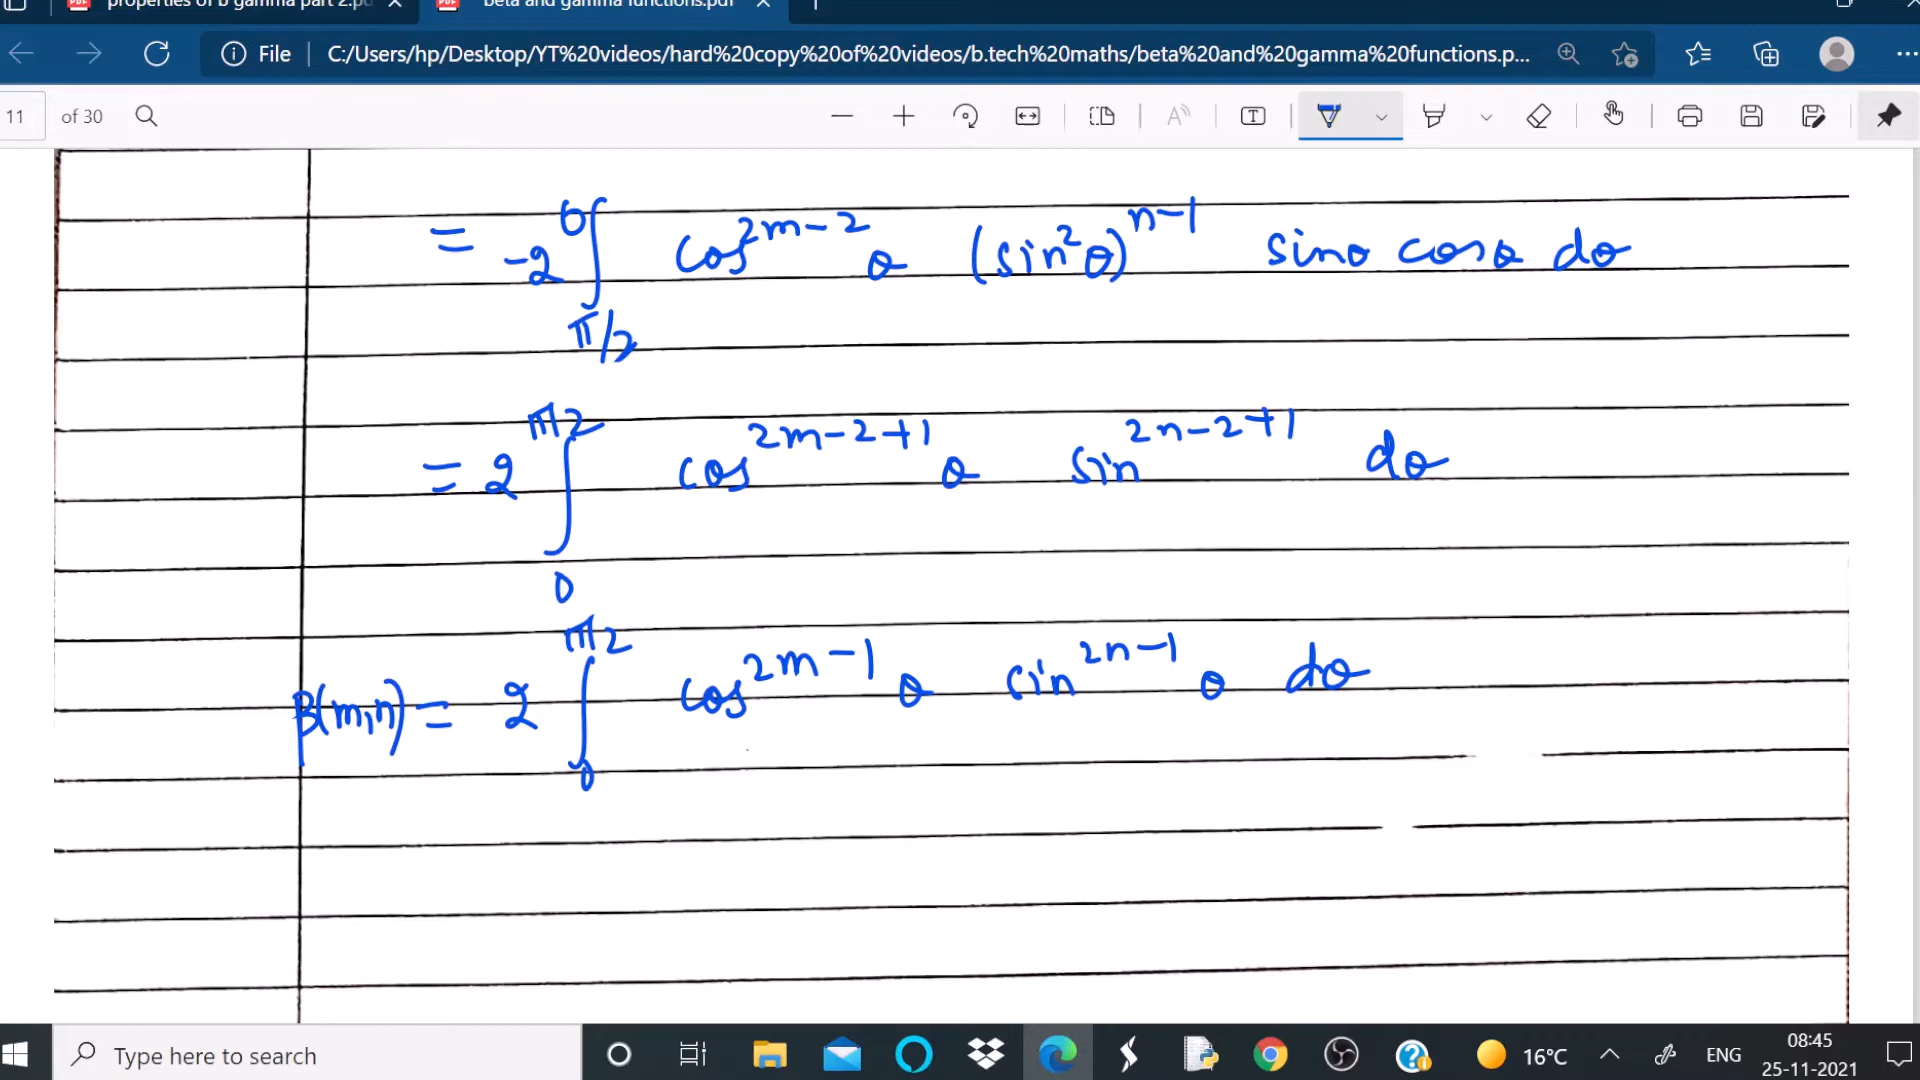 properties of b gamma part 2.pd
beta and gamma functions.pdf
File C:/Users/hp/Desktop/YT%20videos/hard%20copy%20of%20videos/b.tech%20maths/beta%20and%20gamma%20functions.p...
11 of 30
= -2 ∫_{π/2}^{0} cos^{2m-2} θ (sin^2 θ)^{n-1} sinθ cosθ dθ
= 2 ∫_{0}^{π/2} cos^{2m-2+1} θ sin^{2n-2+1} dθ
B(m,n) = 2 ∫_{0}^{π/2} cos^{2m-1} θ sin^{2n-1} θ dθ
Type here to search
16°C
ENG
08:45
25-11-2021